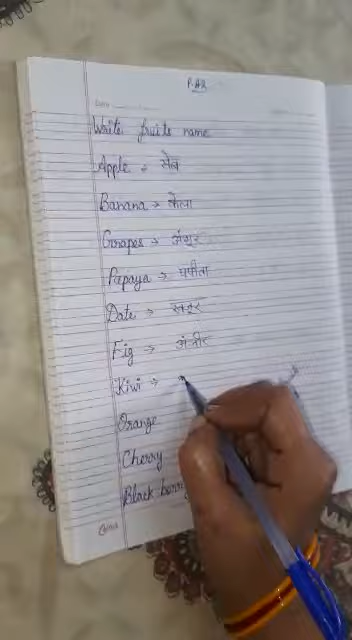 Write fruits name
Apple → सेब
Banana → केला
Grapes → अंगूर
Papaya → पपीता
Date → खजूर
Fig → अंजीर
Kiwi →
Orange
Cherry
Black berry